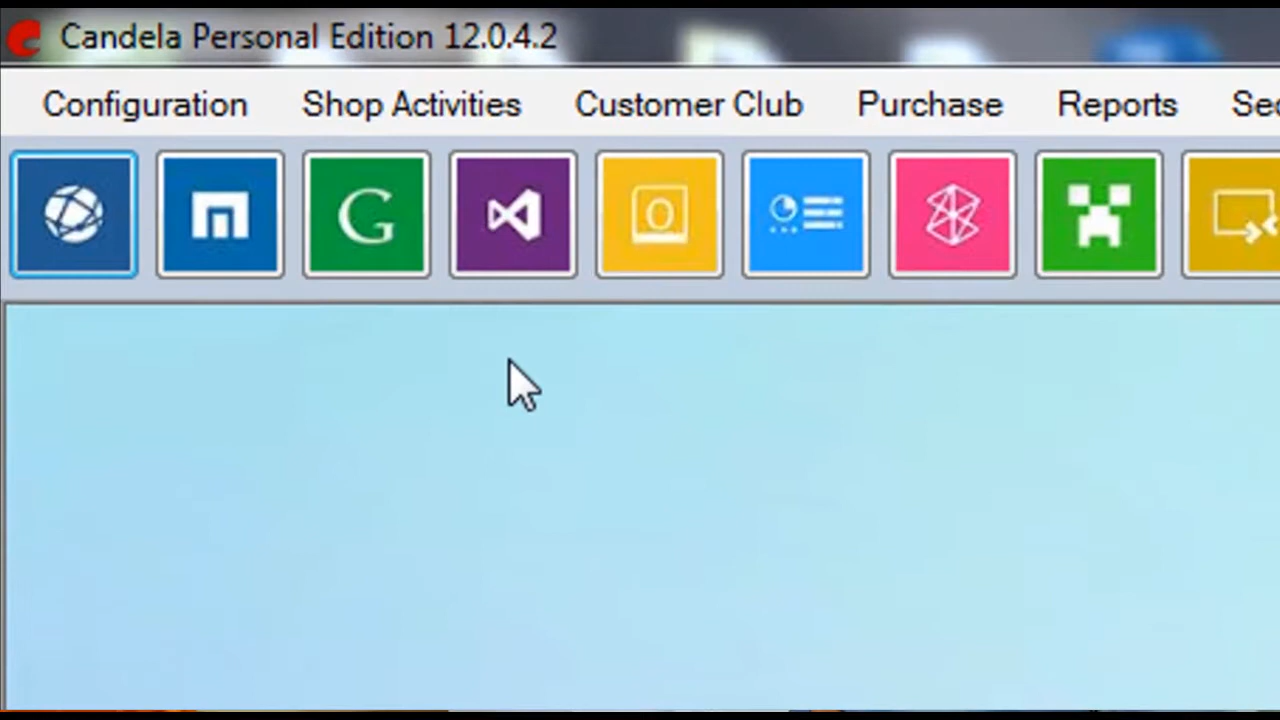 Candela Personal Edition 12.0.4.2
Configuration Shop Activities Customer Club Purchase Reports
G
O